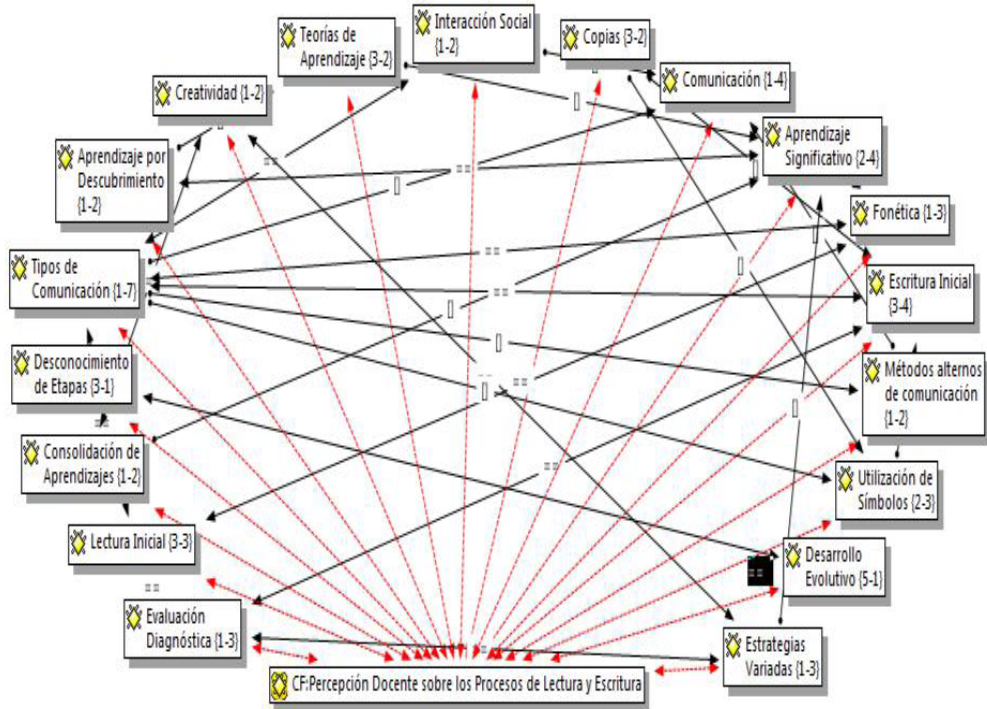 Interacción Social
{1-2}
Teorías de
Aprendizaje {3-2}
Copias {3-2}
Comunicación {1-4}
Creatividad {1-2}
Aprendizaje
Significativo {2-4}
Aprendizaje por
Descubrimiento
{1-2}
Fonética {1-3}
Tipos de
Comunicación {1-7}
Escritura Inicial
{3-4}
Desconocimiento
de Etapas {3-1}
Métodos alternos
de comunicación
{1-2}
Consolidación de
Aprendizajes {1-2}
Utilización de
Símbolos {2-3}
Lectura Inicial {3-3}
Desarrollo
Evolutivo {5-1}
Evaluación
Diagnóstica {1-3}
Estrategias
Variadas {1-3}
CF:Percepción Docente sobre los Procesos de Lectura y Escritura